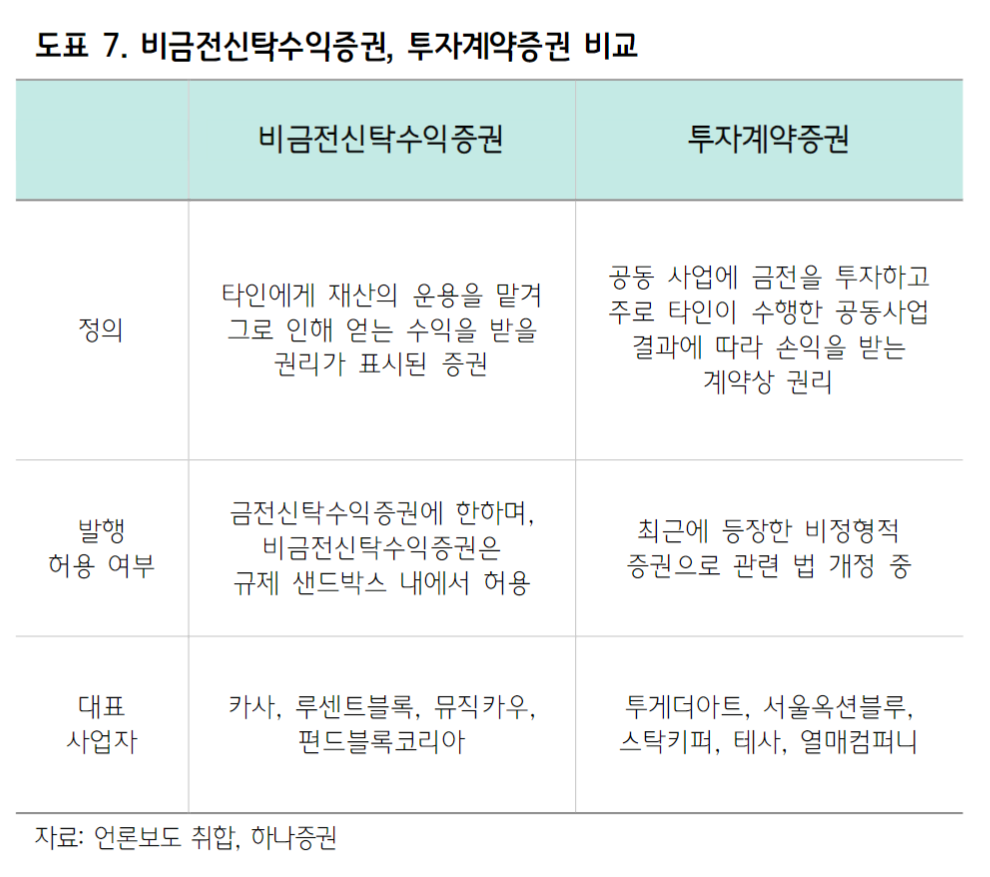 도표 7. 비금전신탁수익증권, 투자계약증권 비교
비금전신탁수익증권
투자계약증권
정의
타인에게 재산의 운용을 맡겨
그로 인해 얻는 수익을 받을
권리가 표시된 증권
공동 사업에 금전을 투자하고
주로 타인이 수행한 공동사업
결과에 따라 손익을 받는
계약상 권리
발행
허용 여부
금전신탁수익증권에 한하며,
비금전신탁수익증권은
규제 샌드박스 내에서 허용
최근에 등장한 비정형적
증권으로 관련 법 개정 중
대표
사업자
카사, 루센트블록, 뮤직카우,
펀드블록코리아
투게더아트, 서울옥션블루,
스탁키퍼, 테사, 열매컴퍼니
자료: 언론보도 취합, 하나증권